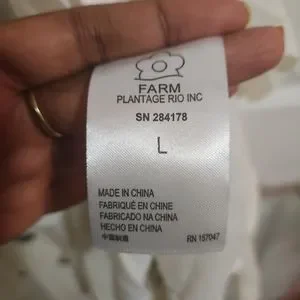 FARM
PLANTAGE RIO INC
SN 284178
L
MADE IN CHINA
FABRIQUÉ EN CHINE
FABRICADO NA CHINA
HECHO EN CHINA
中国制造
RN 157047